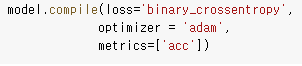 model.compile(loss='binary_crossentropy',
              optimizer = 'adam',
              metrics=['acc'])